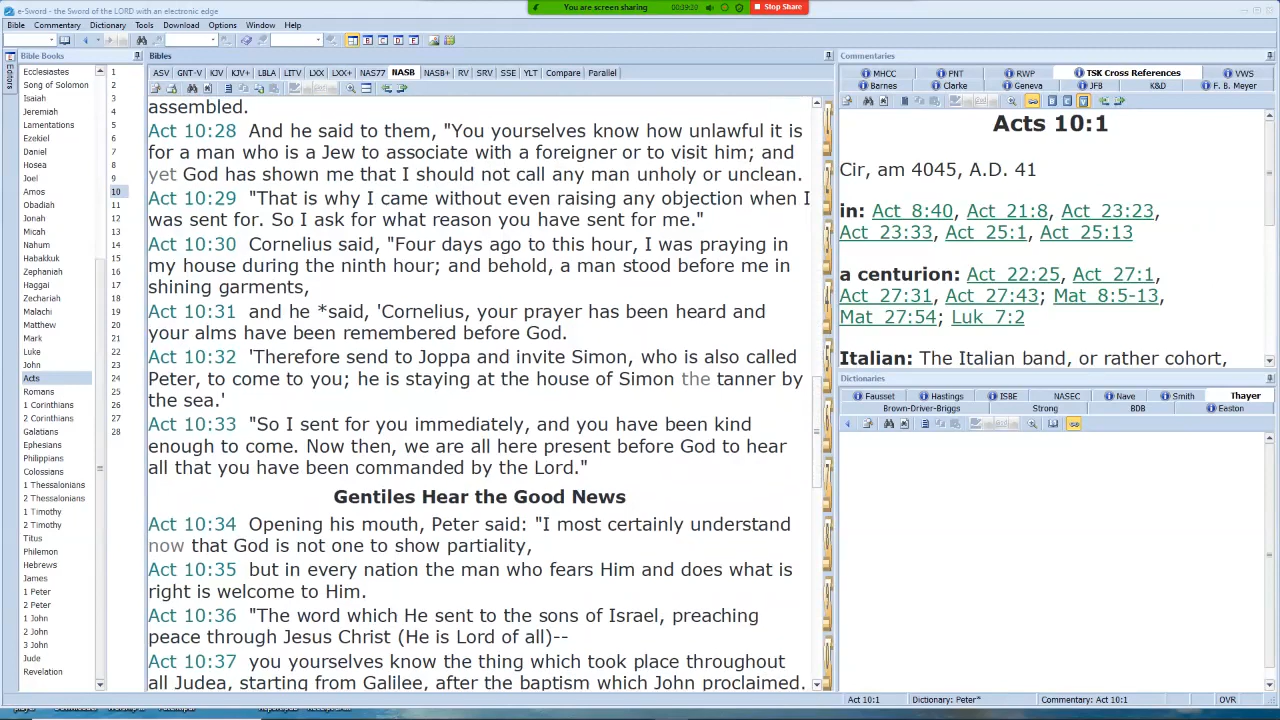 e-Sword - the Sword of the LORD with an electronic edge
You are screen sharing
00:39:20
Stop Share
Bible Commentary Dictionary Tools Download Options Window Help
Editors
Bible Books
Ecclesiastes
Song of Solomon
Isaiah
Jeremiah
Lamentations
Ezekiel
Daniel
Hosea
Joel
Amos
Obadiah
Jonah
Micah
Nahum
Habakkuk
Zephaniah
Haggai
Zechariah
Malachi
Matthew
Mark
Luke
John
Acts
Romans
1 Corinthians
2 Corinthians
Galatians
Ephesians
Philippians
Colossians
1 Thessalonians
2 Thessalonians
1 Timothy
2 Timothy
Titus
Philemon
Hebrews
James
1 Peter
2 Peter
1 John
2 John
3 John
Jude
Revelation
1
2
3
4
5
6
7
8
9
10
11
12
13
14
15
16
17
18
19
20
21
22
23
24
25
26
27
28
Bibles
ASV GNT-V KJV KJV+ LBLA LITV LXX LXX+ NAS77 NASB NASB+ RV SRV SSE YLT Compare Parallel
assembled.
Act 10:28 And he said to them, "You yourselves know how unlawful it is
for a man who is a Jew to associate with a foreigner or to visit him; and
yet God has shown me that I should not call any man unholy or unclean.
Act 10:29 "That is why I came without even raising any objection when I
was sent for. So I ask for what reason you have sent for me."
Act 10:30 Cornelius said, "Four days ago to this hour, I was praying in
my house during the ninth hour; and behold, a man stood before me in
shining garments,
Act 10:31 and he *said, 'Cornelius, your prayer has been heard and
your alms have been remembered before God.
Act 10:32 'Therefore send to Joppa and invite Simon, who is also called
Peter, to come to you; he is staying at the house of Simon the tanner by
the sea.'
Act 10:33 "So I sent for you immediately, and you have been kind
enough to come. Now then, we are all here present before God to hear
all that you have been commanded by the Lord."
Gentiles Hear the Good News
Act 10:34 Opening his mouth, Peter said: "I most certainly understand
now that God is not one to show partiality,
Act 10:35 but in every nation the man who fears Him and does what is
right is welcome to Him.
Act 10:36 "The word which He sent to the sons of Israel, preaching
peace through Jesus Christ (He is Lord of all)--
Act 10:37 you yourselves know the thing which took place throughout
all Judea, starting from Galilee, after the baptism which John proclaimed.
Commentaries
MHCC PNT RWP TSK Cross References VWS
Barnes Clarke Geneva JFB K&D F. B. Meyer
Acts 10:1
Cir, am 4045, A.D. 41
in: Act 8:40, Act 21:8, Act 23:23,
Act 23:33, Act 25:1, Act 25:13
a centurion: Act 22:25, Act 27:1,
Act 27:31, Act 27:43; Mat 8:5-13,
Mat 27:54; Luk 7:2
Italian: The Italian band, or rather cohort,
Dictionaries
Fausset Hastings ISBE NASEC Nave Smith Thayer
Brown-Driver-Briggs Strong BDB Easton
Act 10:1 Dictionary: Peter* Commentary: Act 10:1 OVR